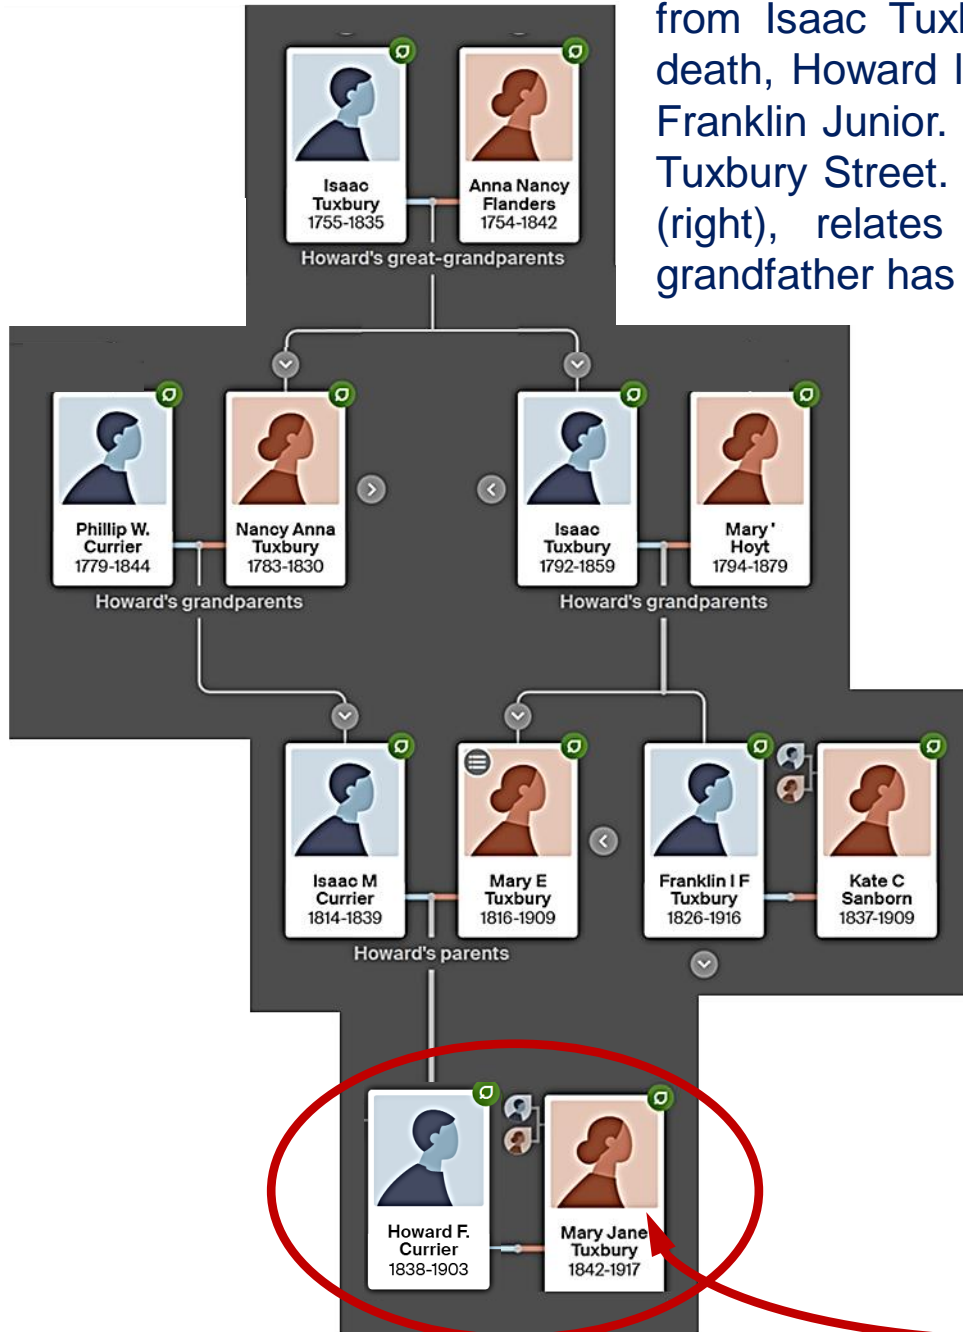 from Isaac Tuxb
death, Howard I
Franklin Junior.
Tuxbury Street.
(right), relates
grandfather has
Isaac
Tuxbury
1755-1835
Anna Nancy
Flanders
1754-1842
Howard's great-grandparents
Phillip W.
Currier
1779-1844
Nancy Anna
Tuxbury
1783-1830
Isaac
Tuxbury
1792-1859
Mary '
Hoyt
1794-1879
Howard's grandparents
Howard's grandparents
Isaac M
Currier
1814-1839
Mary E
Tuxbury
1816-1909
Franklin I F
Tuxbury
1826-1916
Kate C
Sanborn
1837-1909
Howard's parents
Howard F.
Currier
1838-1903
Mary Jane
Tuxbury
1842-1917